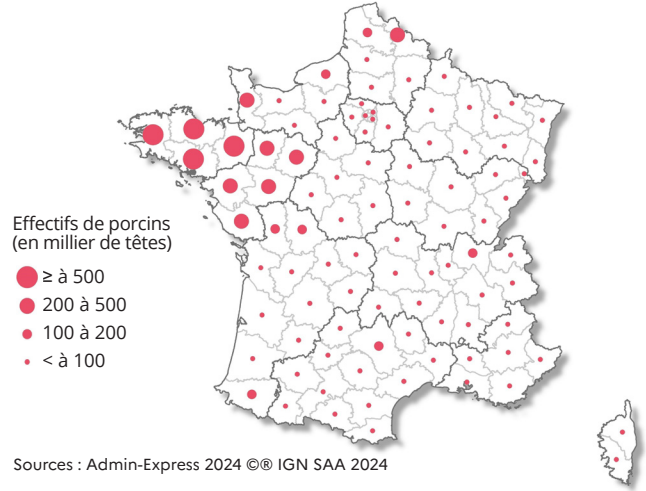 Effectifs de porcins
(en millier de têtes)
≥ à 500
200 à 500
100 à 200
< à 100
Sources : Admin-Express 2024 ©® IGN SAA 2024